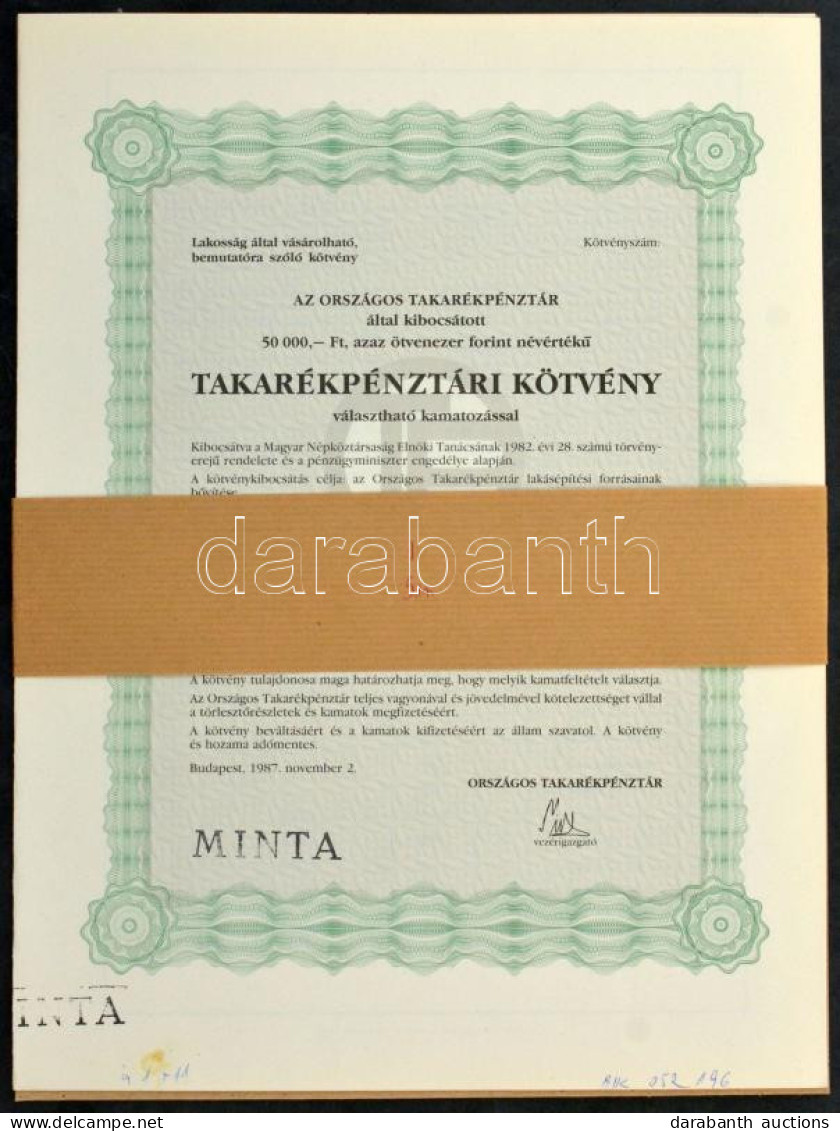 Lakosság által vásárolható,
bemutatóra szóló kötvény
Kötvényszám:
AZ ORSZÁGOS TAKARÉKPÉNZTÁR
által kibocsátott
50 000,— Ft, azaz ötvenezer forint névértékű
TAKARÉKPÉNZTÁRI KÖTVÉNY
választható kamatozással
Kibocsátva a Magyar Népköztársaság Elnöki Tanácsának 1982. évi 28. számú törvény-
erejű rendelete és a pénzügyminiszter engedélye alapján.
A kötvénykibocsátás célja: az Országos Takarékpénztár lakásépítési forrásainak
bővítése.
darabanth
A kötvény tulajdonosa maga határozhatja meg, hogy melyik kamatfeltételt választja.
Az Országos Takarékpénztár teljes vagyonával és jövedelmével kötelezettséget vállal
a törlesztőrészletek és kamatok megfizetéséért.
A kötvény beváltásáért és a kamatok kifizetéséért az állam szavatol. A kötvény
és hozama adómentes.
Budapest, 1987. november 2.
ORSZÁGOS TAKARÉKPÉNZTÁR
vezérigazgató
MINTA
INTA
052 196
darabanth auctions